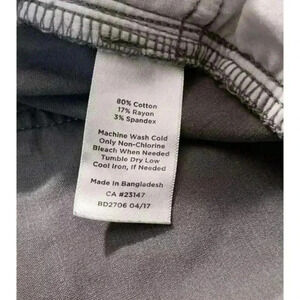 80% Cotton
17% Rayon
3% Spandex
Machine Wash Cold
Only Non-Chlorine
Bleach When Needed
Tumble Dry Low
Cool Iron, If Needed
Made in Bangladesh
CA #23147
BD2706 04/17